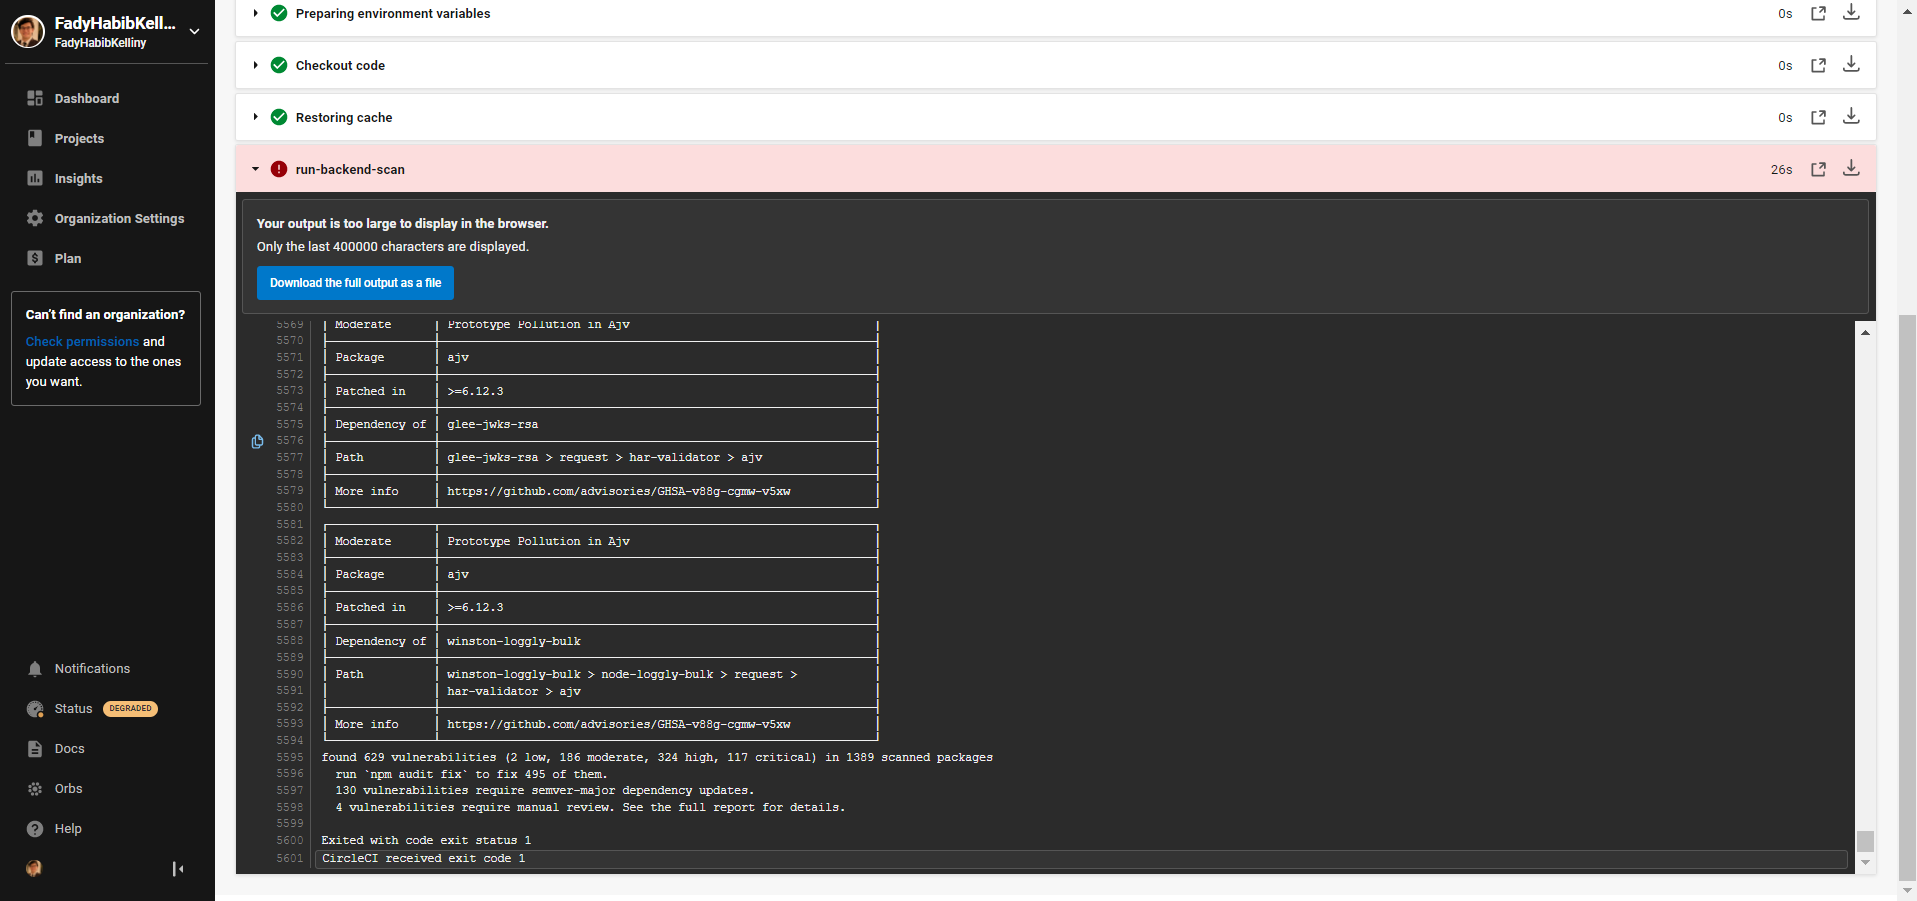 FadyHabibKell...
FadyHabibKelliny
Dashboard
Projects
Insights
Organization Settings
Plan
Can't find an organization?
Check permissions and
update access to the ones
you want.
Notifications
Status DEGRADED
Docs
Orbs
Help
Preparing environment variables 0s
Checkout code 0s
Restoring cache 0s
run-backend-scan 26s
Your output is too large to display in the browser.
Only the last 400000 characters are displayed.
Download the full output as a file
5569 Moderate Prototype Pollution in Ajv
5570
5571 Package ajv
5572
5573 Patched in >=6.12.3
5574
5575 Dependency of glee-jwks-rsa
5576
5577 Path glee-jwks-rsa > request > har-validator > ajv
5578
5579 More info https://github.com/advisories/GHSA-v88g-cgmw-v5xw
5580
5581
5582 Moderate Prototype Pollution in Ajv
5583
5584 Package ajv
5585
5586 Patched in >=6.12.3
5587
5588 Dependency of winston-loggly-bulk
5589
5590 Path winston-loggly-bulk > node-loggly-bulk > request >
5591 har-validator > ajv
5592
5593 More info https://github.com/advisories/GHSA-v88g-cgmw-v5xw
5594
5595 found 629 vulnerabilities (2 low, 186 moderate, 324 high, 117 critical) in 1389 scanned packages
5596 run `npm audit fix` to fix 495 of them.
5597 130 vulnerabilities require semver-major dependency updates.
5598 4 vulnerabilities require manual review. See the full report for details.
5599
5600 Exited with code exit status 1
5601 CircleCI received exit code 1